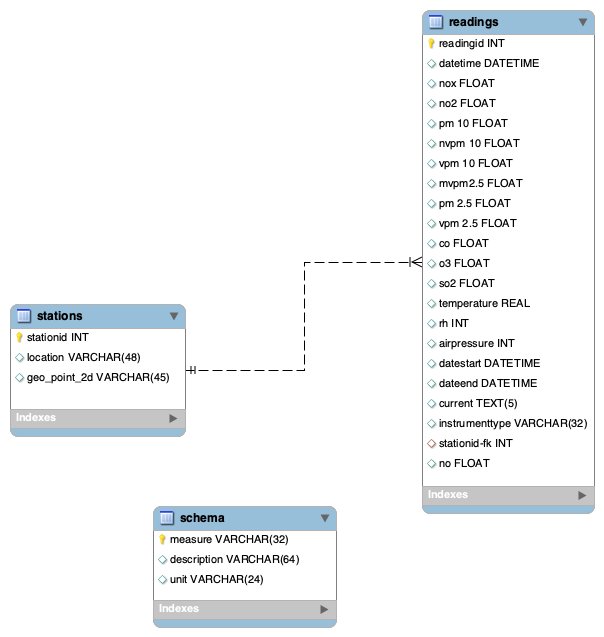 readings
readingid INT
datetime DATETIME
nox FLOAT
no2 FLOAT
pm 10 FLOAT
nvpm 10 FLOAT
vpm 10 FLOAT
mvpm2.5 FLOAT
pm 2.5 FLOAT
vpm 2.5 FLOAT
co FLOAT
o3 FLOAT
so2 FLOAT
temperature REAL
rh INT
airpressure INT
datestart DATETIME
dateend DATETIME
current TEXT(5)
instrumenttype VARCHAR(32)
stationid-fk INT
no FLOAT
Indexes
stations
stationid INT
location VARCHAR(48)
geo_point_2d VARCHAR(45)
Indexes
schema
measure VARCHAR(32)
description VARCHAR(64)
unit VARCHAR(24)
Indexes